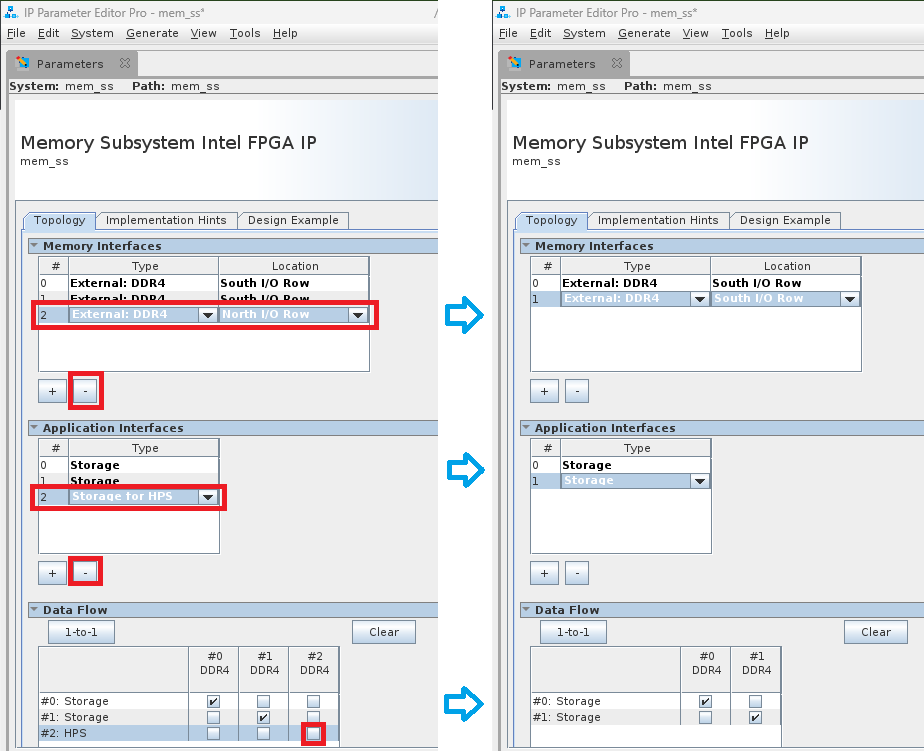 IP Parameter Editor Pro - mem_ss*
File Edit System Generate View Tools Help
Parameters
System: mem_ss Path: mem_ss
Memory Subsystem Intel FPGA IP
mem_ss
Topology Implementation Hints Design Example
Memory Interfaces
# Type Location
0 External: DDR4 South I/O Row
1 External: DDR4 South I/O Row
2 External: DDR4 North I/O Row
+ -
Application Interfaces
# Type
0 Storage
1 Storage
2 Storage for HPS
+ -
Data Flow
1-to-1 Clear
#0 #1 #2
DDR4 DDR4 DDR4
#0: Storage
#1: Storage
#2: HPS
IP Parameter Editor Pro - mem_ss*
File Edit System Generate View Tools Help
Parameters
System: mem_ss Path: mem_ss
Memory Subsystem Intel FPGA IP
mem_ss
Topology Implementation Hints Design Example
Memory Interfaces
# Type Location
0 External: DDR4 South I/O Row
1 External: DDR4 South I/O Row
+ -
Application Interfaces
# Type
0 Storage
1 Storage
+ -
Data Flow
1-to-1 Clear
#0 #1
DDR4 DDR4
#0: Storage
#1: Storage